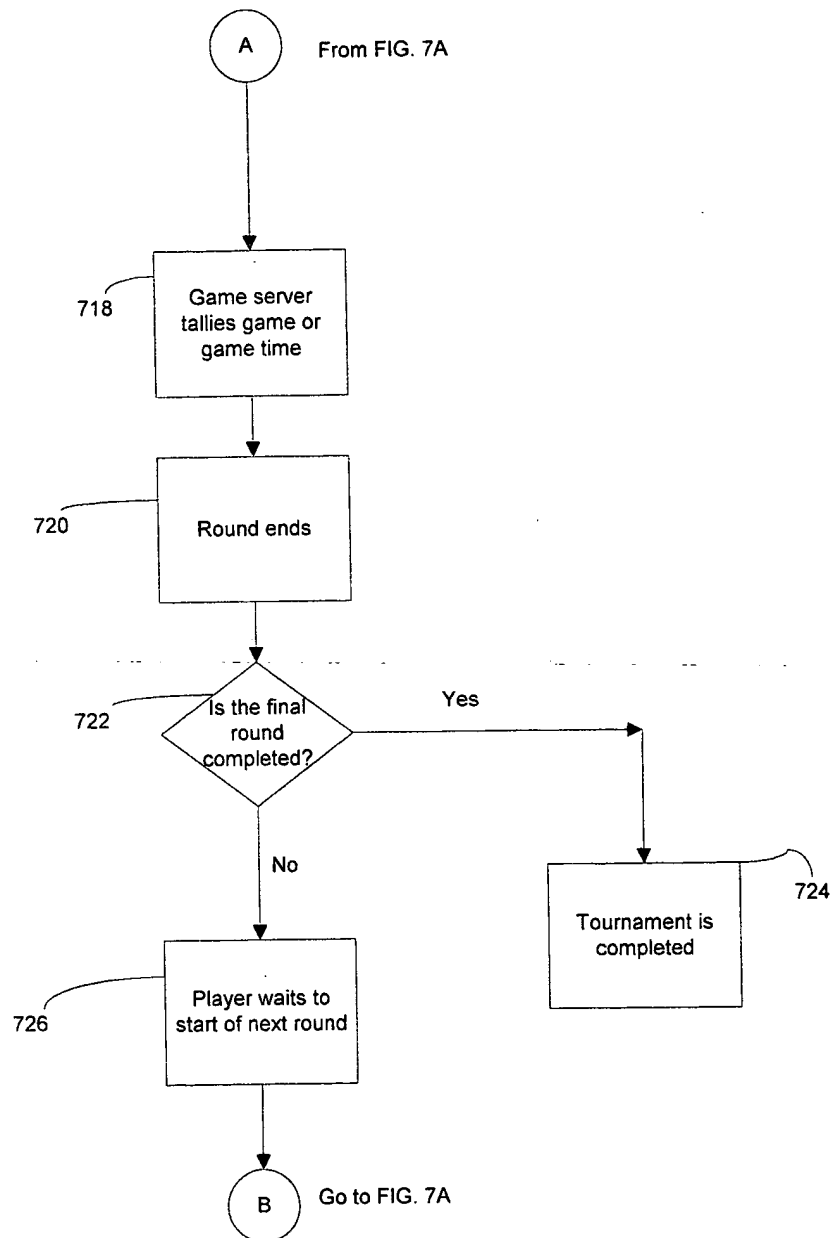 A
From FIG. 7A
718
Game server
tallies game or
game time
720
Round ends
722
Is the final
round
completed?
Yes
No
724
Tournament is
completed
726
Player waits to
start of next round
B
Go to FIG. 7A